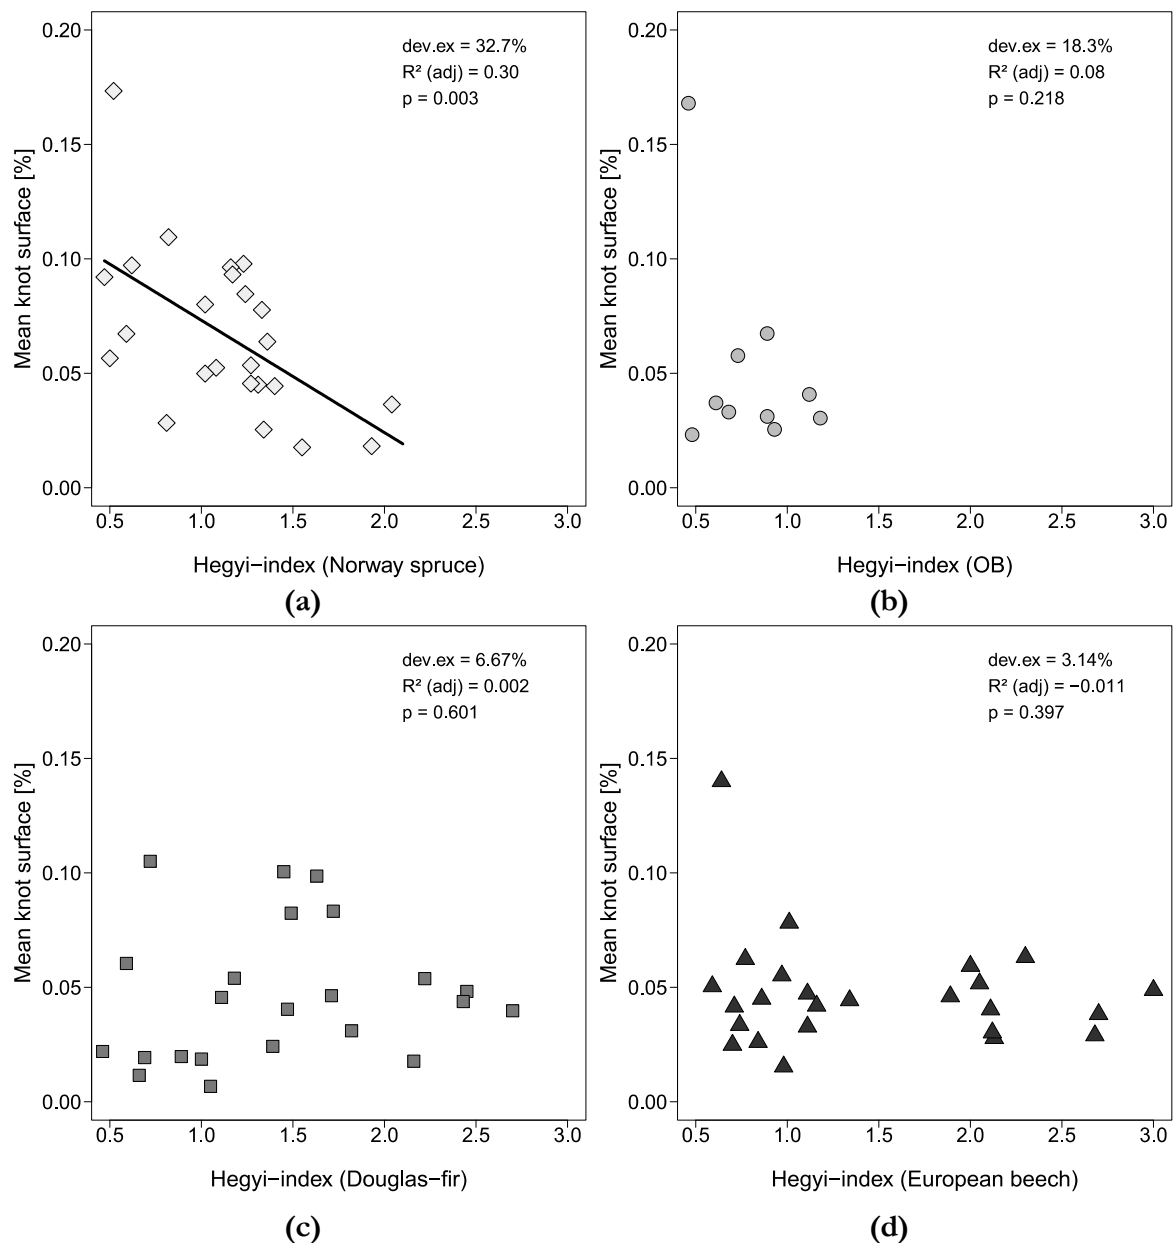 0.20
0.15
0.10
0.05
0.00
Mean knot surface [%]
dev.ex = 32.7%
R² (adj) = 0.30
p = 0.003
0.5 1.0 1.5 2.0 2.5 3.0
Hegyi−index (Norway spruce)
(a)
0.20
0.15
0.10
0.05
0.00
Mean knot surface [%]
dev.ex = 18.3%
R² (adj) = 0.08
p = 0.218
0.5 1.0 1.5 2.0 2.5 3.0
Hegyi−index (OB)
(b)
0.20
0.15
0.10
0.05
0.00
Mean knot surface [%]
dev.ex = 6.67%
R² (adj) = 0.002
p = 0.601
0.5 1.0 1.5 2.0 2.5 3.0
Hegyi−index (Douglas−fir)
(c)
0.20
0.15
0.10
0.05
0.00
Mean knot surface [%]
dev.ex = 3.14%
R² (adj) = −0.011
p = 0.397
0.5 1.0 1.5 2.0 2.5 3.0
Hegyi−index (European beech)
(d)